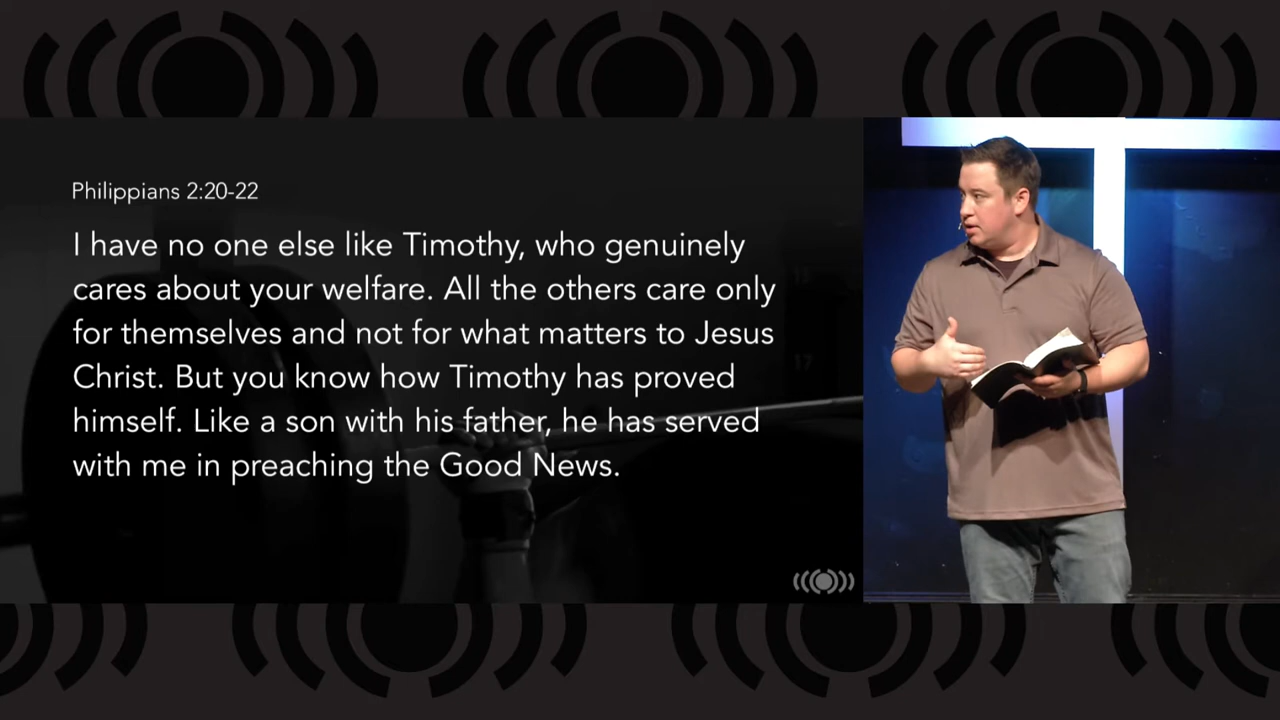 Philippians 2:20-22
I have no one else like Timothy, who genuinely
cares about your welfare. All the others care only
for themselves and not for what matters to Jesus
Christ. But you know how Timothy has proved
himself. Like a son with his father, he has served
with me in preaching the Good News.